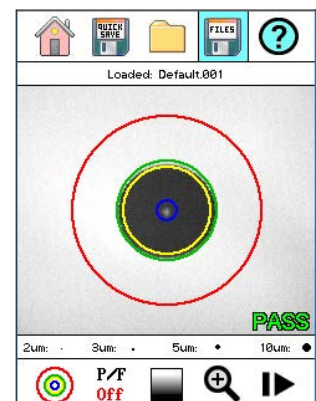 QUICK SAVE
FILES
?
Loaded: Default.001
PASS
2um: 3um: 5um: 10um:
P/F
Off